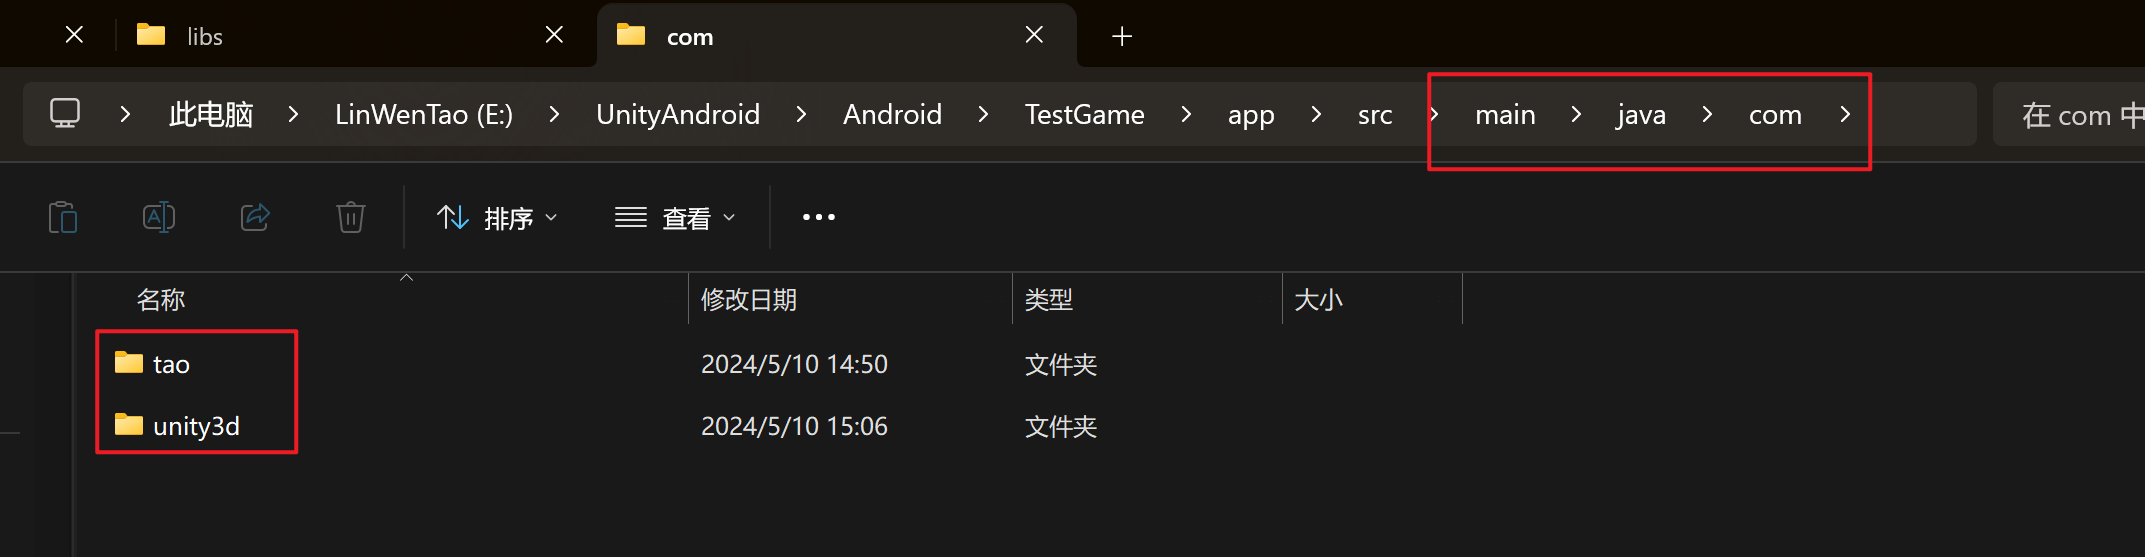 libs com
此电脑 LinWenTao (E:) UnityAndroid Android TestGame app src main java com 在 com 中
排序 查看
名称 修改日期 类型 大小
tao 2024/5/10 14:50 文件夹
unity3d 2024/5/10 15:06 文件夹